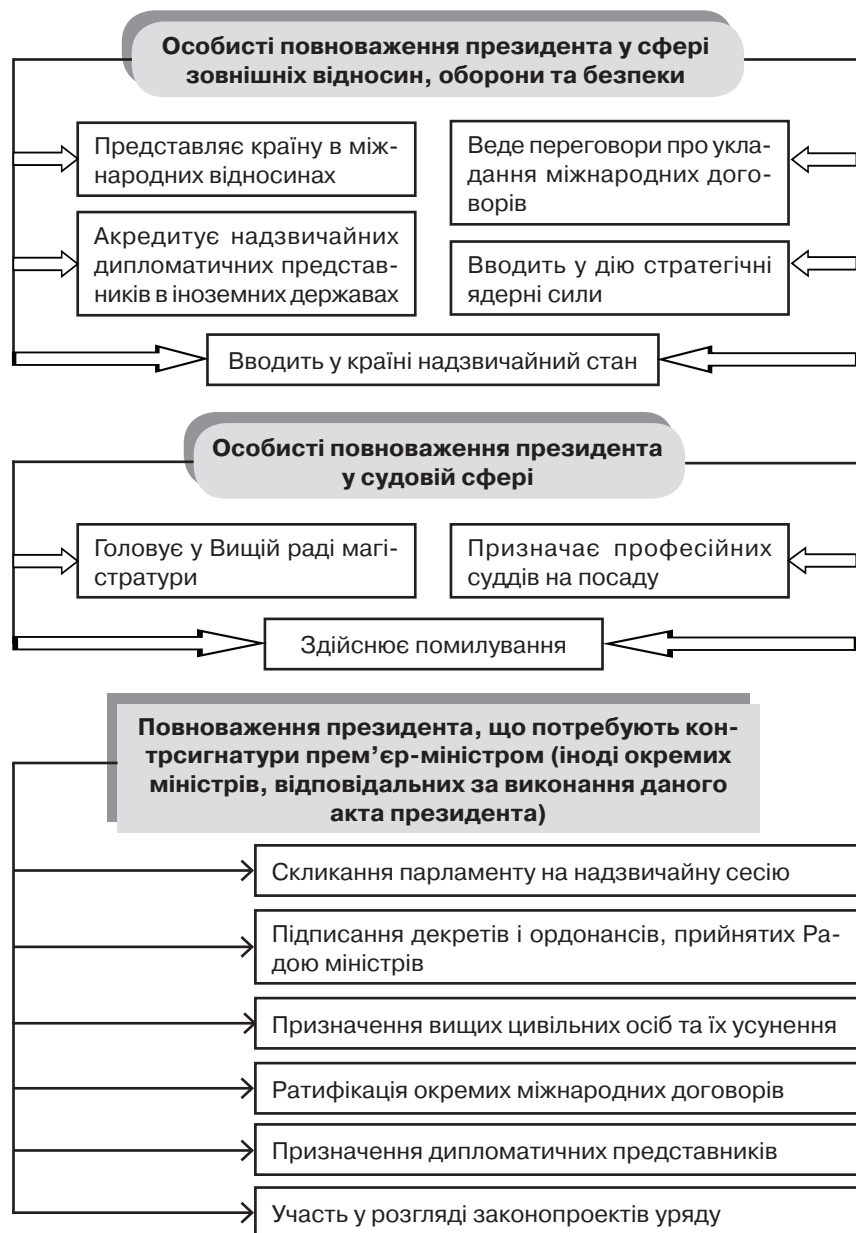 Особисті повноваження президента у сфері
зовнішніх відносин, оборони та безпеки
Представляє країну в між-
народних відносинах
Веде переговори про укла-
дання міжнародних дого-
ворів
Акредитує надзвичайних
дипломатичних представ-
ників в іноземних державах
Вводить у дію стратегічні
ядерні сили
Вводить у країні надзвичайний стан
Особисті повноваження президента
у судовій сфері
Головує у Вищій раді магі-
стратури
Призначає професійних
суддів на посаду
Здійснює помилування
Повноваження президента, що потребують кон-
трсигнатури прем’єр-міністром (іноді окремих
міністрів, відповідальних за виконання даного
акта президента)
Скликання парламенту на надзвичайну сесію
Підписання декретів і ордонансів, прийнятих Ра-
дою міністрів
Призначення вищих цивільних осіб та їх усунення
Ратифікація окремих міжнародних договорів
Призначення дипломатичних представників
Участь у розгляді законопроектів уряду